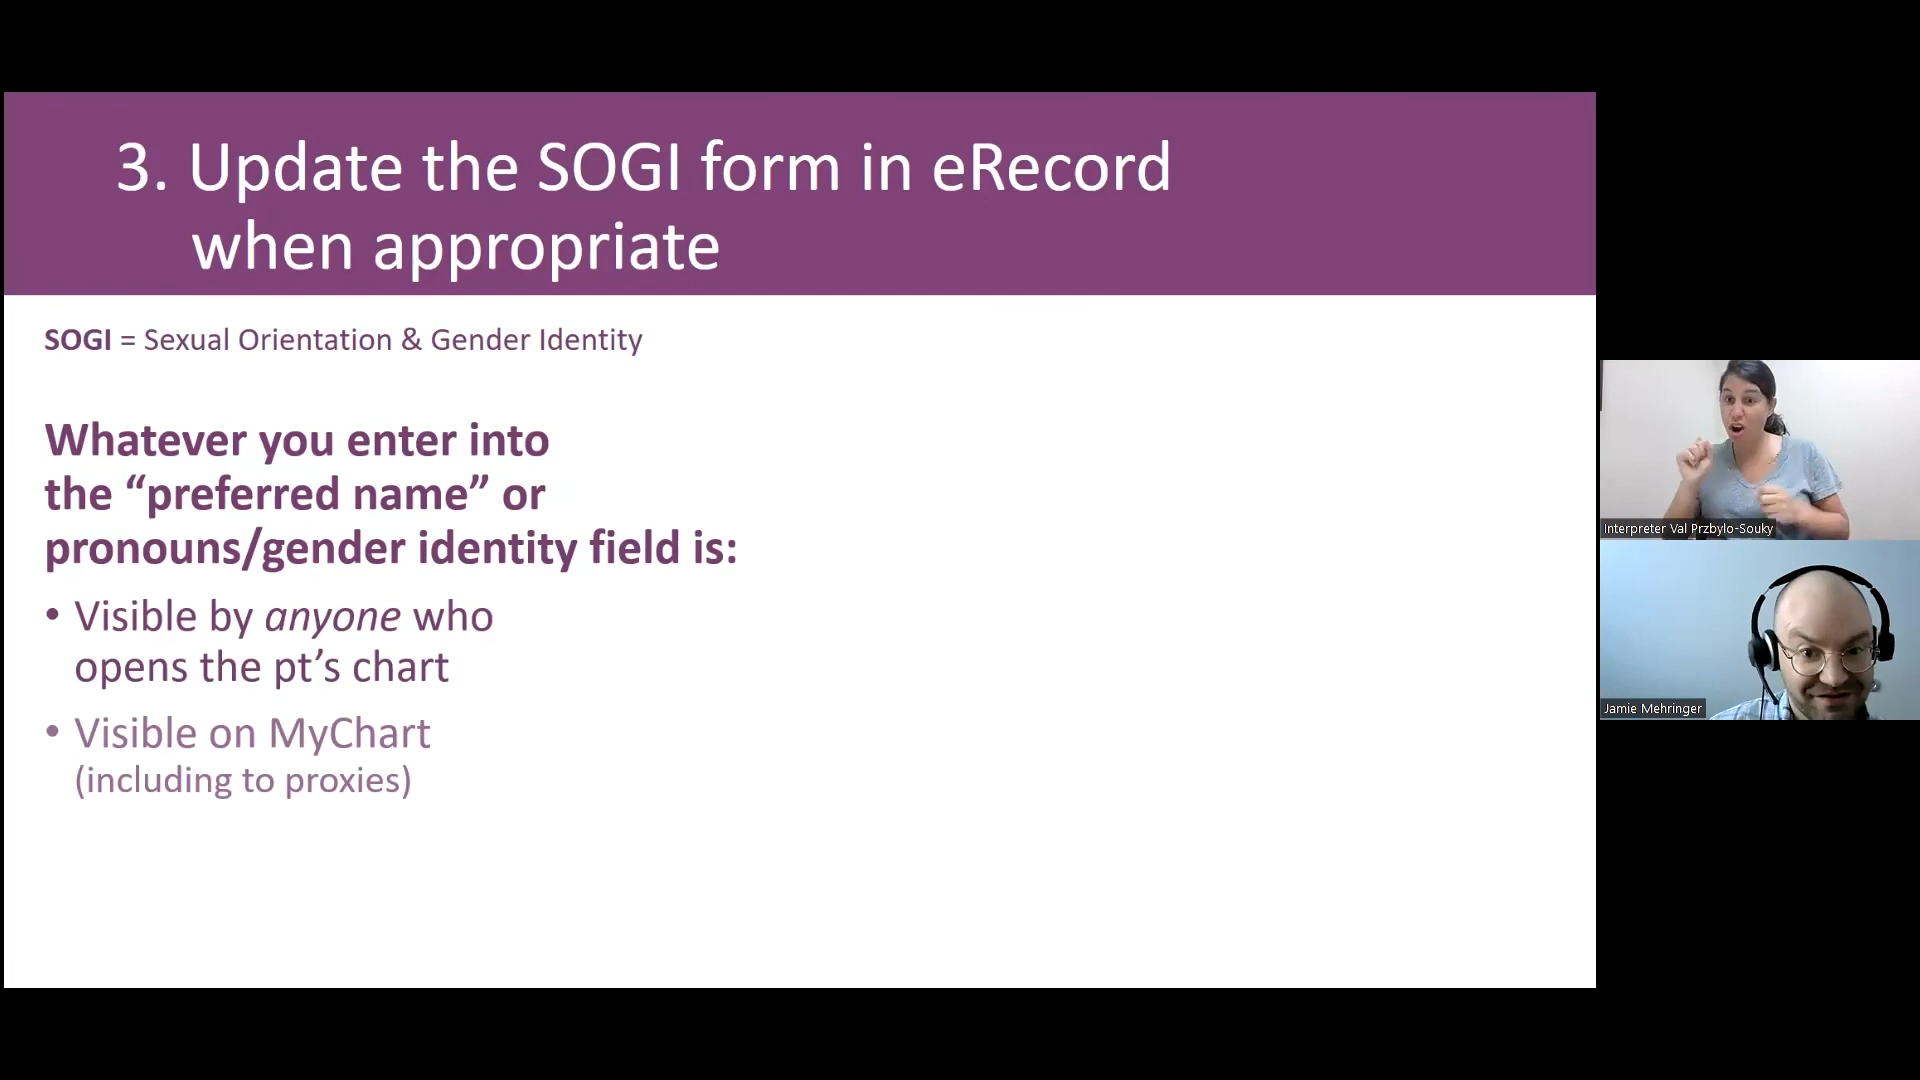 3. Update the SOGI form in eRecord
when appropriate
SOGI = Sexual Orientation & Gender Identity
Whatever you enter into
the “preferred name” or
pronouns/gender identity field is:
• Visible by anyone who
opens the pt’s chart
• Visible on MyChart
(including to proxies)
Interpreter Val Przbylo-Souky
Jamie Mehringer